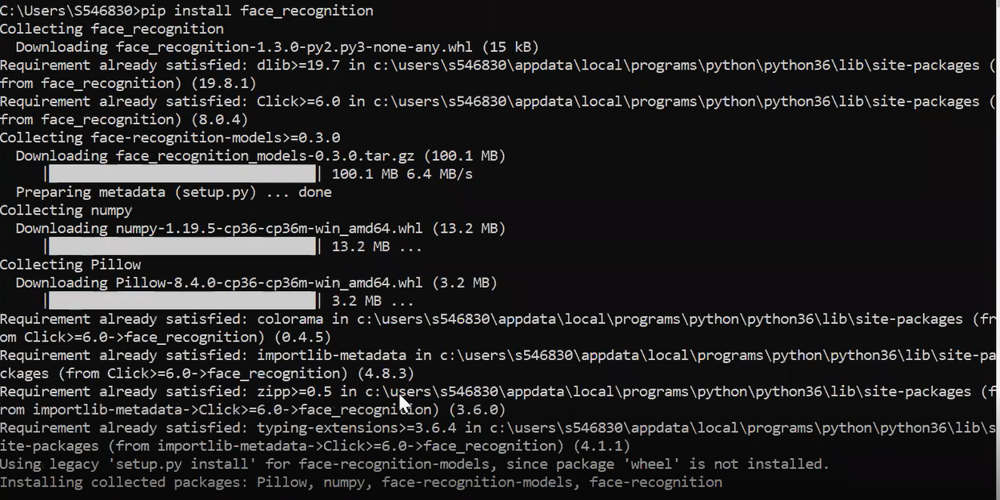 C:\Users\S546830>pip install face_recognition
Collecting face_recognition
  Downloading face_recognition-1.3.0-py2.py3-none-any.whl (15 kB)
Requirement already satisfied: dlib>=19.7 in c:\users\s546830\appdata\local\programs\python\python36\lib\site-packages (
from face_recognition) (19.8.1)
Requirement already satisfied: Click>=6.0 in c:\users\s546830\appdata\local\programs\python\python36\lib\site-packages (
from face_recognition) (8.0.4)
Collecting face-recognition-models>=0.3.0
  Downloading face_recognition_models-0.3.0.tar.gz (100.1 MB)
     |                                | 100.1 MB 6.4 MB/s
  Preparing metadata (setup.py) ... done
Collecting numpy
  Downloading numpy-1.19.5-cp36-cp36m-win_amd64.whl (13.2 MB)
     |                                | 13.2 MB ...
Collecting Pillow
  Downloading Pillow-8.4.0-cp36-cp36m-win_amd64.whl (3.2 MB)
     |                                | 3.2 MB ...
Requirement already satisfied: colorama in c:\users\s546830\appdata\local\programs\python\python36\lib\site-packages (fr
om Click>=6.0->face_recognition) (0.4.5)
Requirement already satisfied: importlib-metadata in c:\users\s546830\appdata\local\programs\python\python36\lib\site-pa
ckages (from Click>=6.0->face_recognition) (4.8.3)
Requirement already satisfied: zipp>=0.5 in c:\users\s546830\appdata\local\programs\python\python36\lib\site-packages (f
rom importlib-metadata->Click>=6.0->face_recognition) (3.6.0)
Requirement already satisfied: typing-extensions>=3.6.4 in c:\users\s546830\appdata\local\programs\python\python36\lib\s
ite-packages (from importlib-metadata->Click>=6.0->face_recognition) (4.1.1)
Using legacy 'setup.py install' for face-recognition-models, since package 'wheel' is not installed.
Installing collected packages: Pillow, numpy, face-recognition-models, face-recognition